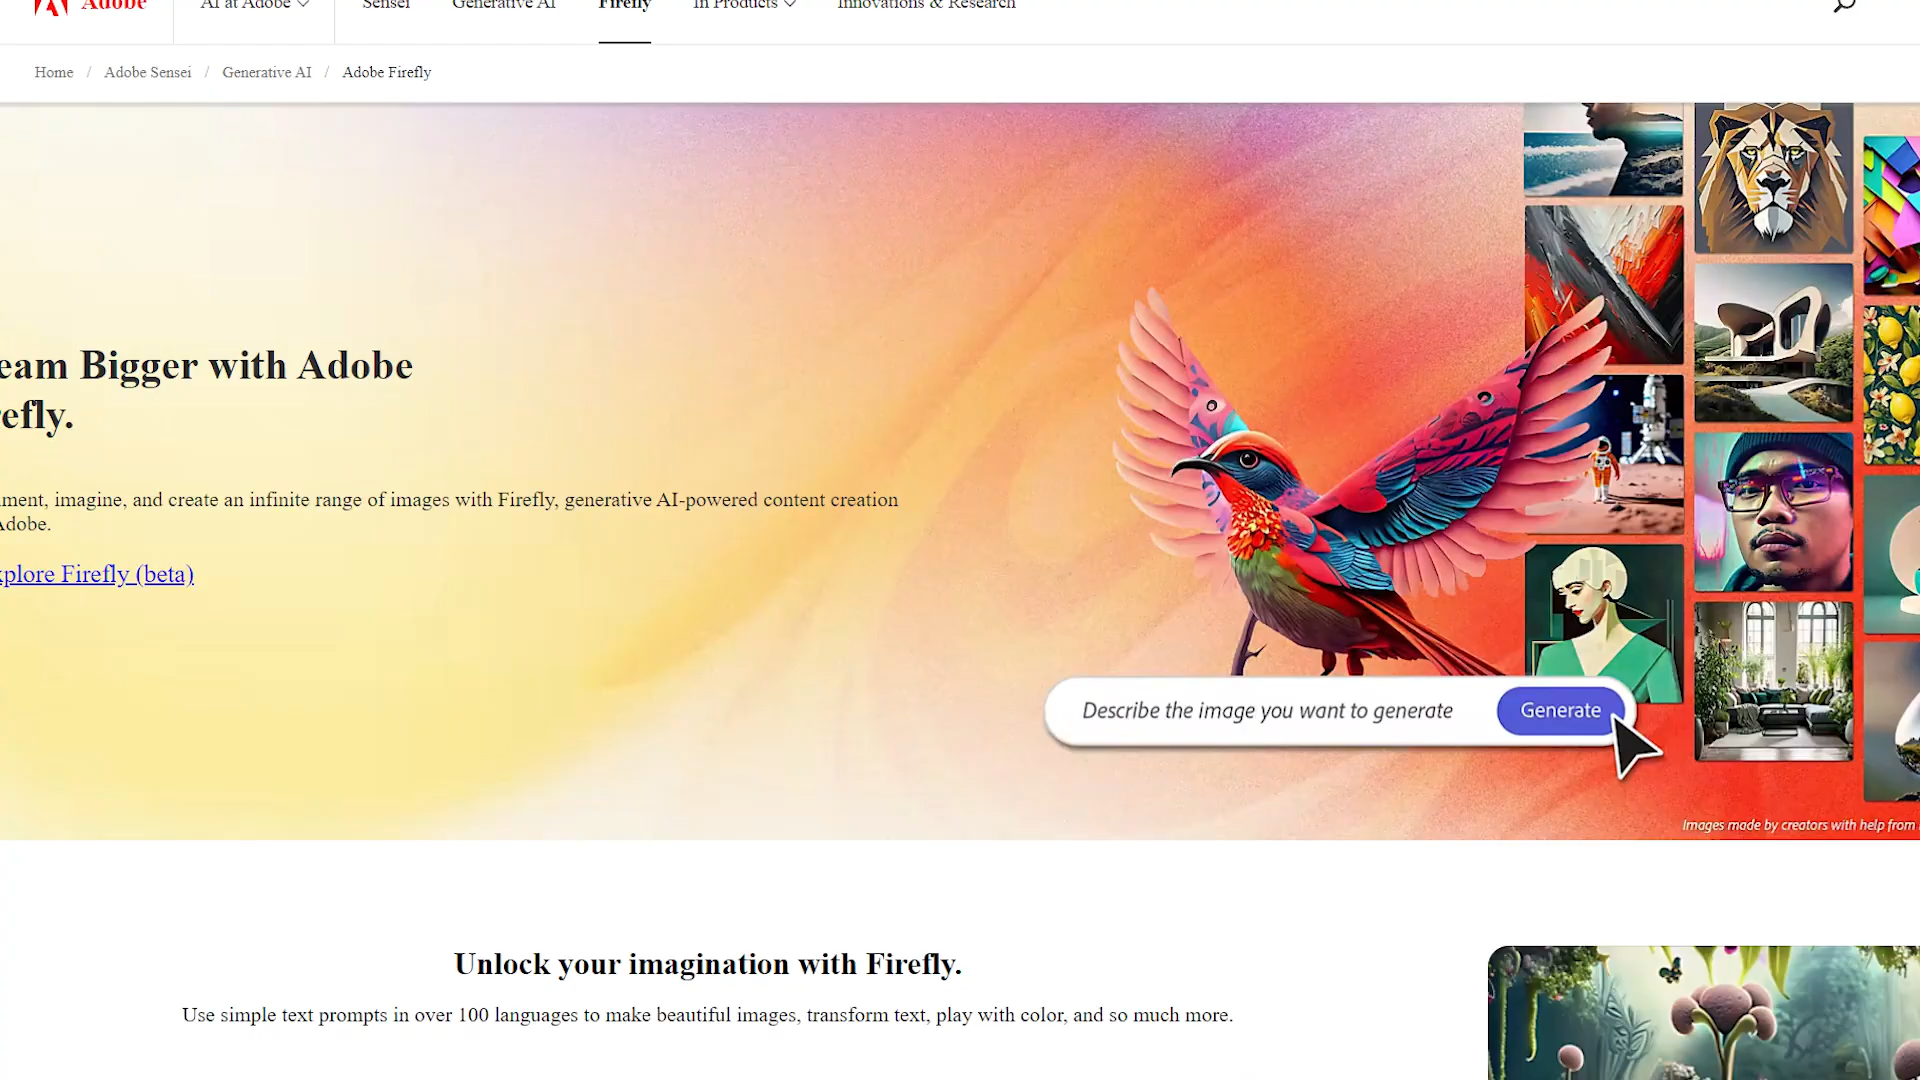 Adobe
AI at Adobe
Sensei
Generative AI
Firefly
In Products
Innovations & Research
Home / Adobe Sensei / Generative AI / Adobe Firefly
eam Bigger with Adobe
efly.
ment, imagine, and create an infinite range of images with Firefly, generative AI-powered content creation
Adobe.
xplore Firefly (beta)
Describe the image you want to generate
Generate
Images made by creators with help from
Unlock your imagination with Firefly.
Use simple text prompts in over 100 languages to make beautiful images, transform text, play with color, and so much more.